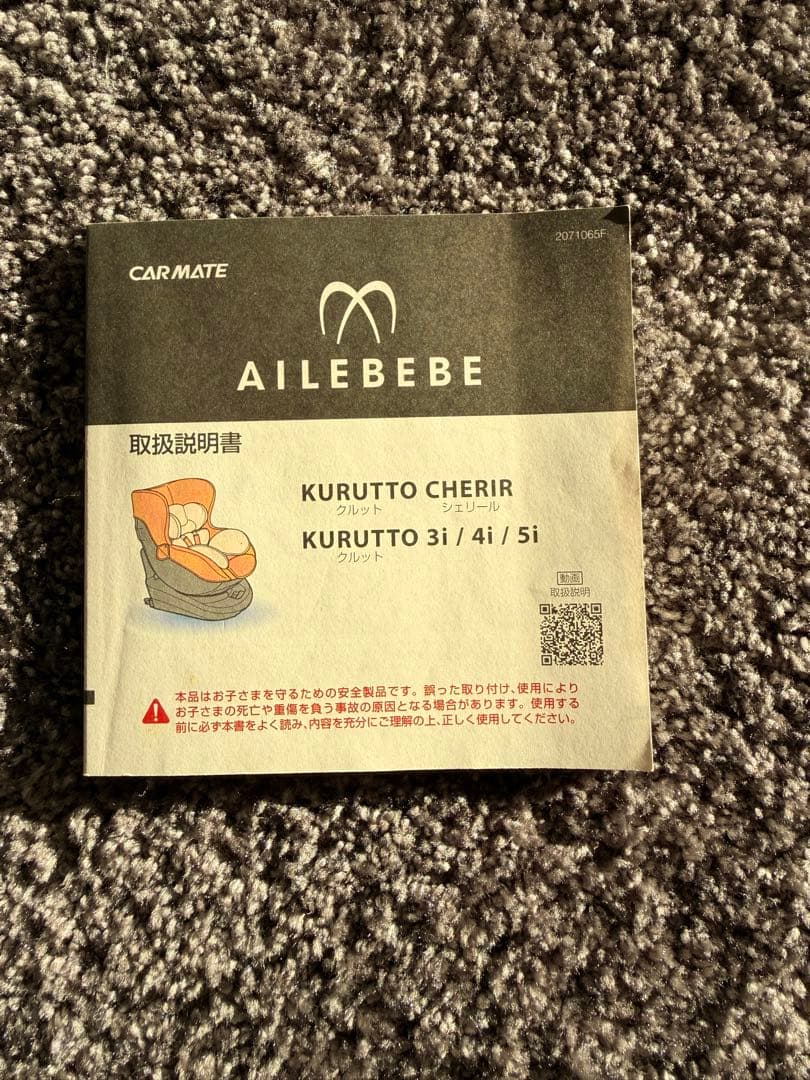 2071065F
CARMATE
AILEBEBE
取扱説明書
KURUTTO CHERIR
クルット シェリール
KURUTTO 3i / 4i / 5i
クルット
動画
取扱説明
本品はお子さまを守るための安全製品です。誤った取り付け、使用により
お子さまの死亡や重傷を負う事故の原因となる場合があります。使用する
前に必ず本書をよく読み、内容を充分にご理解の上、正しく使用してください。